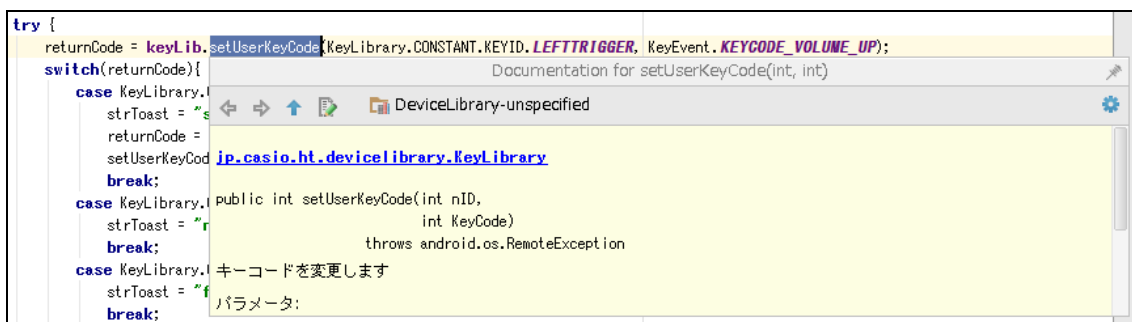 try {
returnCode = keyLib.setUserKeyCode(KeyLibrary.CONSTANT.KEYID.LEFTTRIGGER, KeyEvent.KEYCODE_VOLUME_UP);
switch(returnCode){
Documentation for setUserKeyCode(int, int)
case KeyLibrary.
strToast = "s
DeviceLibrary-unspecified
returnCode =
setUserKeyCod
jp.casio.ht.devicelibrary.KeyLibrary
break;
case KeyLibrary.
public int setUserKeyCode(int nID,
strToast = "r
int KeyCode)
break;
throws android.os.RemoteException
case KeyLibrary.
キーコードを変更します
strToast = "f
パラメータ:
break;